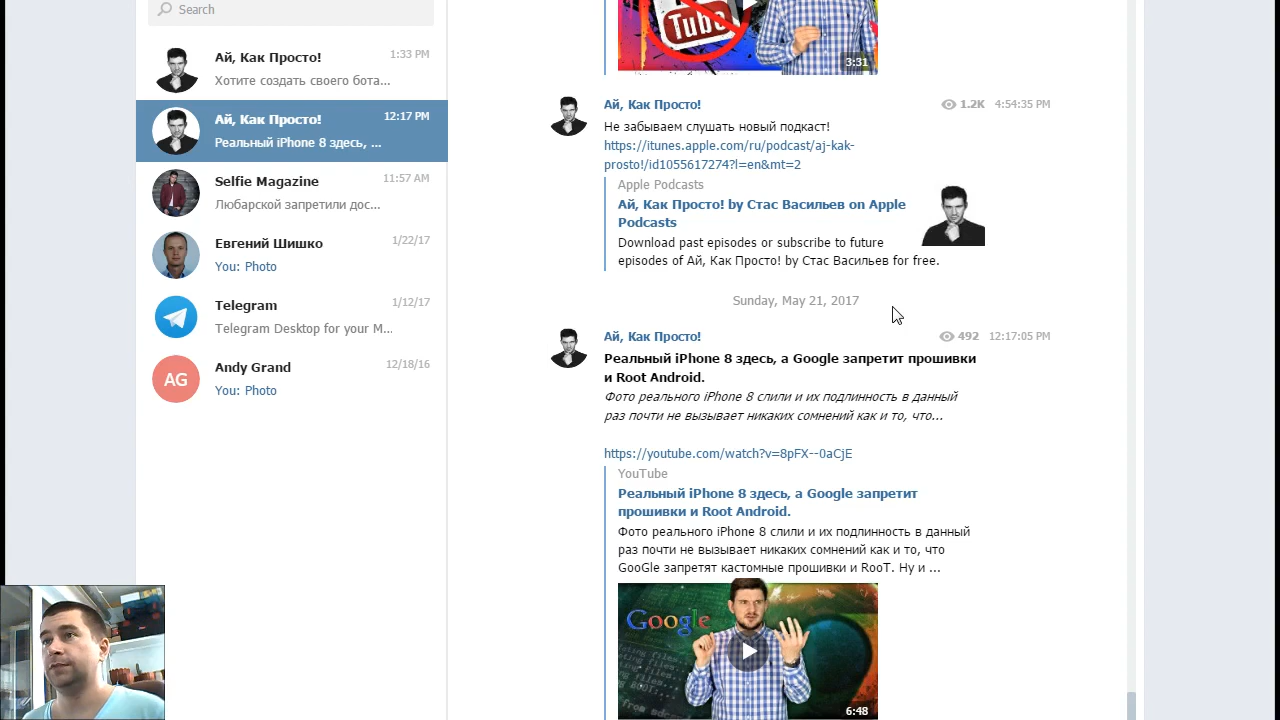 Search
Ай, Как Просто!
1:33 PM
Хотите создать своего бота...
Ай, Как Просто!
12:17 PM
Реальный iPhone 8 здесь, ...
Selfie Magazine
11:57 AM
Любарской запретили дос...
Евгений Шишко
1/22/17
You: Photo
Telegram
1/12/17
Telegram Desktop for your M...
AG
Andy Grand
12/18/16
You: Photo
Tube
3:31
Ай, Как Просто!
1.2K 4:54:35 PM
Не забываем слушать новый подкаст!
https://itunes.apple.com/ru/podcast/aj-kak-
prosto!/id1055617274?l=en&mt=2
Apple Podcasts
Ай, Как Просто! by Стас Васильев on Apple
Podcasts
Download past episodes or subscribe to future
episodes of Ай, Как Просто! by Стас Васильев for free.
Sunday, May 21, 2017
Ай, Как Просто!
492 12:17:05 PM
Реальный iPhone 8 здесь, а Google запретит прошивки
и Root Android.
Фото реального iPhone 8 слили и их подлинность в данный
раз почти не вызывает никаких сомнений как и то, что...
https://youtube.com/watch?v=8pFX--0aCjE
YouTube
Реальный iPhone 8 здесь, а Google запретит
прошивки и Root Android.
Фото реального iPhone 8 слили и их подлинность в данный
раз почти не вызывает никаких сомнений как и то, что
GooGle запретят кастомные прошивки и RooT. Ну и ...
Google
6:48